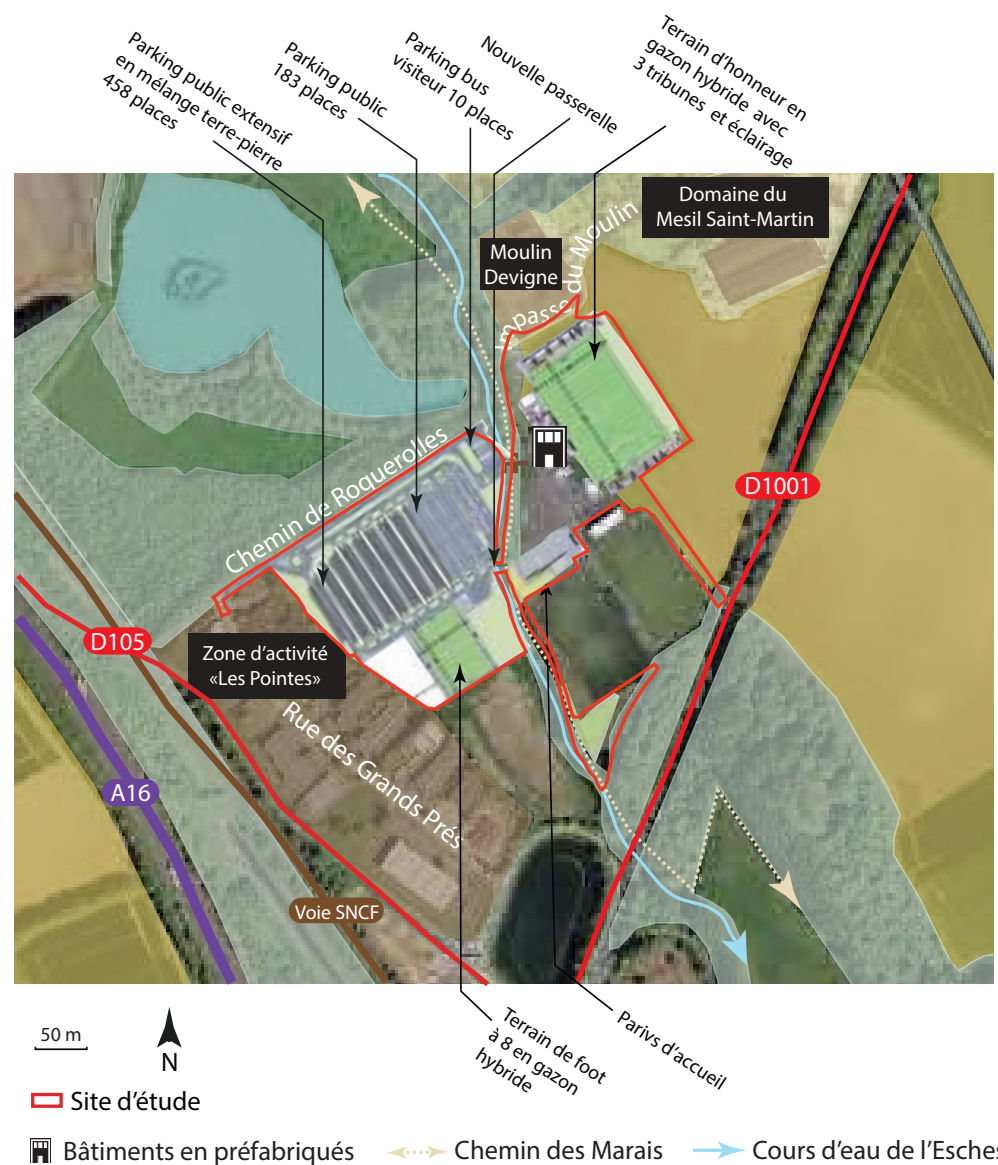 Parking public extensif
en mélange terre-pierre
458 places
Parking public
183 places
Parking bus
visiteur 10 places
Nouvelle passerelle
Terrain d'honneur en
gazon hybride avec
3 tribunes et éclairage
Domaine du
Mesil Saint-Martin
Moulin
Devigne
Impasse du Moulin
Chemin de Roquerolles
D1001
D105
Zone d'activité
«Les Pointes»
Rue des Grands Prés
A16
Voie SNCF
Terrain de foot
à 8 en gazon
hybride
Parivs d'accueil
50 m
N
Site d'étude
Bâtiments en préfabriqués
Chemin des Marais
Cours d'eau de l'Esches